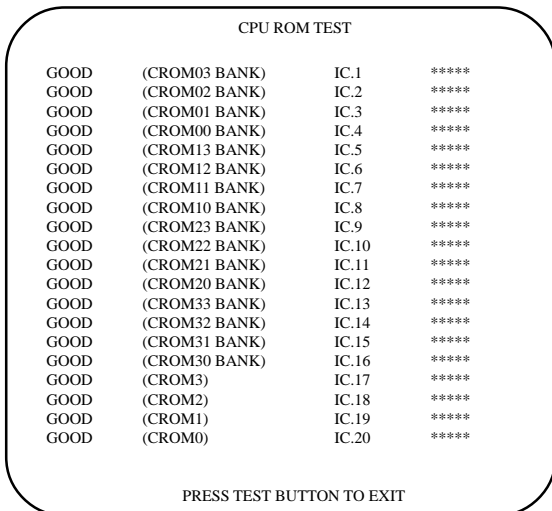 CPU ROM TEST
GOOD (CROM03 BANK) IC.1 *****
GOOD (CROM02 BANK) IC.2 *****
GOOD (CROM01 BANK) IC.3 *****
GOOD (CROM00 BANK) IC.4 *****
GOOD (CROM13 BANK) IC.5 *****
GOOD (CROM12 BANK) IC.6 *****
GOOD (CROM11 BANK) IC.7 *****
GOOD (CROM10 BANK) IC.8 *****
GOOD (CROM23 BANK) IC.9 *****
GOOD (CROM22 BANK) IC.10 *****
GOOD (CROM21 BANK) IC.11 *****
GOOD (CROM20 BANK) IC.12 *****
GOOD (CROM33 BANK) IC.13 *****
GOOD (CROM32 BANK) IC.14 *****
GOOD (CROM31 BANK) IC.15 *****
GOOD (CROM30 BANK) IC.16 *****
GOOD (CROM3) IC.17 *****
GOOD (CROM2) IC.18 *****
GOOD (CROM1) IC.19 *****
GOOD (CROM0) IC.20 *****
PRESS TEST BUTTON TO EXIT